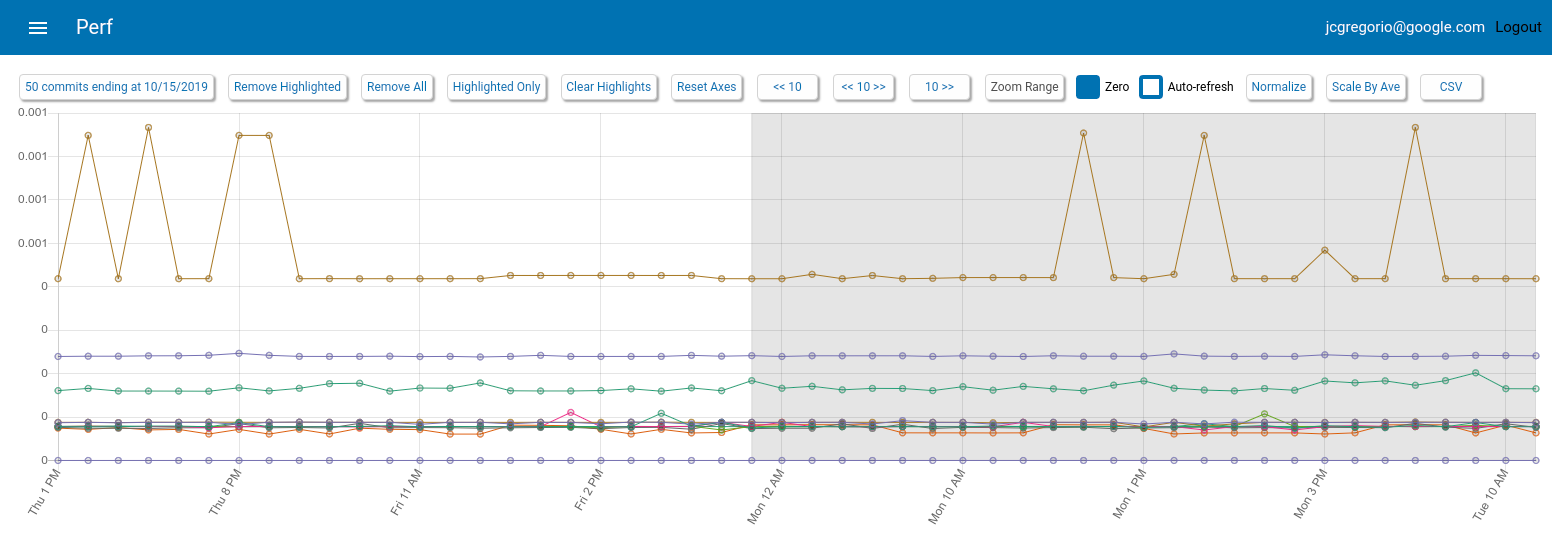 Perf
jcgregorio@google.com Logout
50 commits ending at 10/15/2019 Remove Highlighted Remove All Highlighted Only Clear Highlights Reset Axes << 10 << 10 >> 10 >> Zoom Range Zero Auto-refresh Normalize Scale By Ave CSV
0.001
0.001
0.001
0.001
0
0
0
0
0
Thu 1 PM Thu 8 PM Fri 11 AM Fri 2 PM Mon 12 AM Mon 10 AM Mon 1 PM Mon 3 PM Tue 10 AM